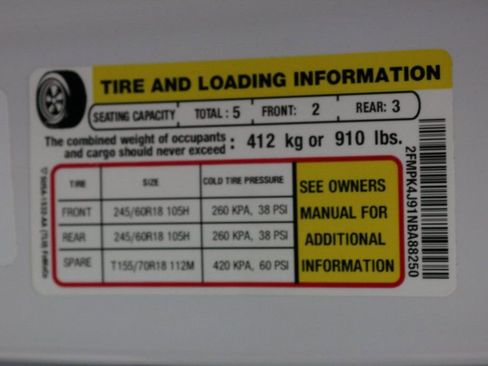 TIRE AND LOADING INFORMATION
SEATING CAPACITY TOTAL : 5 FRONT: 2 REAR: 3
The combined weight of occupants and cargo should never exceed : 412 kg or 910 lbs.
TIRE SIZE COLD TIRE PRESSURE
FRONT 245/60R18 105H 260 KPA, 38 PSI
REAR 245/60R18 105H 260 KPA, 38 PSI
SPARE T155/70R18 112M 420 KPA, 60 PSI
SEE OWNERS
MANUAL FOR
ADDITIONAL
INFORMATION
2FMPK4J91NBA88250